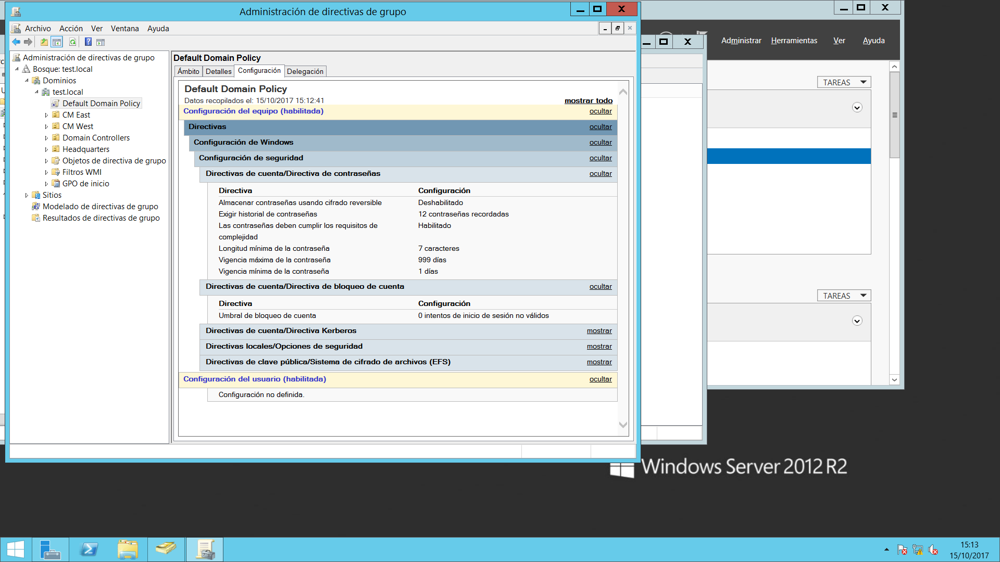 Administración de directivas de grupo
Archivo Acción Ver Ventana Ayuda
Administrar Herramientas Ver Ayuda
Administración de directivas de grupo
Bosque: test.local
Dominios
test.local
Default Domain Policy
CM East
CM West
Domain Controllers
Headquarters
Objetos de directiva de grupo
Filtros WMI
GPO de inicio
Sitios
Modelado de directivas de grupo
Resultados de directivas de grupo
Default Domain Policy
Ámbito Detalles Configuración Delegación
Default Domain Policy
Datos recopilados el: 15/10/2017 15:12:41 mostrar todo
Configuración del equipo (habilitada) ocultar
Directivas ocultar
Configuración de Windows ocultar
Configuración de seguridad ocultar
Directivas de cuenta/Directiva de contraseñas ocultar
Directiva Configuración
Almacenar contraseñas usando cifrado reversible Deshabilitado
Exigir historial de contraseñas 12 contraseñas recordadas
Las contraseñas deben cumplir los requisitos de Habilitado
complejidad
Longitud mínima de la contraseña 7 caracteres
Vigencia máxima de la contraseña 999 días
Vigencia mínima de la contraseña 1 días
Directivas de cuenta/Directiva de bloqueo de cuenta ocultar
Directiva Configuración
Umbral de bloqueo de cuenta 0 intentos de inicio de sesión no válidos
Directivas de cuenta/Directiva Kerberos mostrar
Directivas locales/Opciones de seguridad mostrar
Directivas de clave pública/Sistema de cifrado de archivos (EFS) mostrar
Configuración del usuario (habilitada) ocultar
Configuración no definida.
TAREAS
TAREAS
Windows Server 2012 R2
15:13
15/10/2017